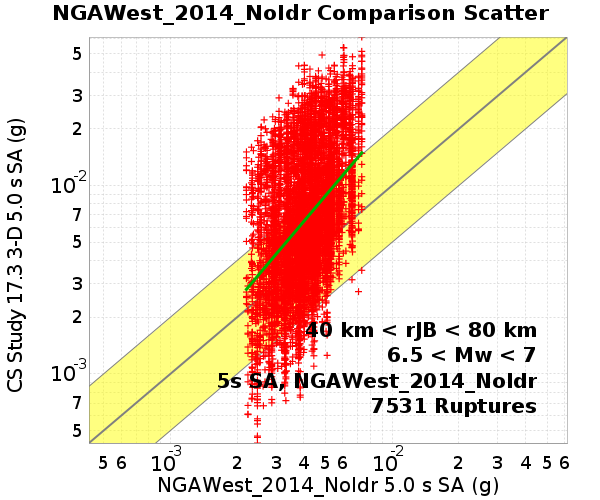 NGAWest_2014_NoIdr Comparison Scatter
CS Study 17.3 3-D 5.0 s SA (g)
5
3
2
10-2
7
5
3
2
10-3
7
5
40 km < rJB < 80 km
6.5 < Mw < 7
5s SA, NGAWest_2014_NoIdr
7531 Ruptures
5 6 10-3 2 3 4 5 6 10-2 2 3 4 5 6
NGAWest_2014_NoIdr 5.0 s SA (g)